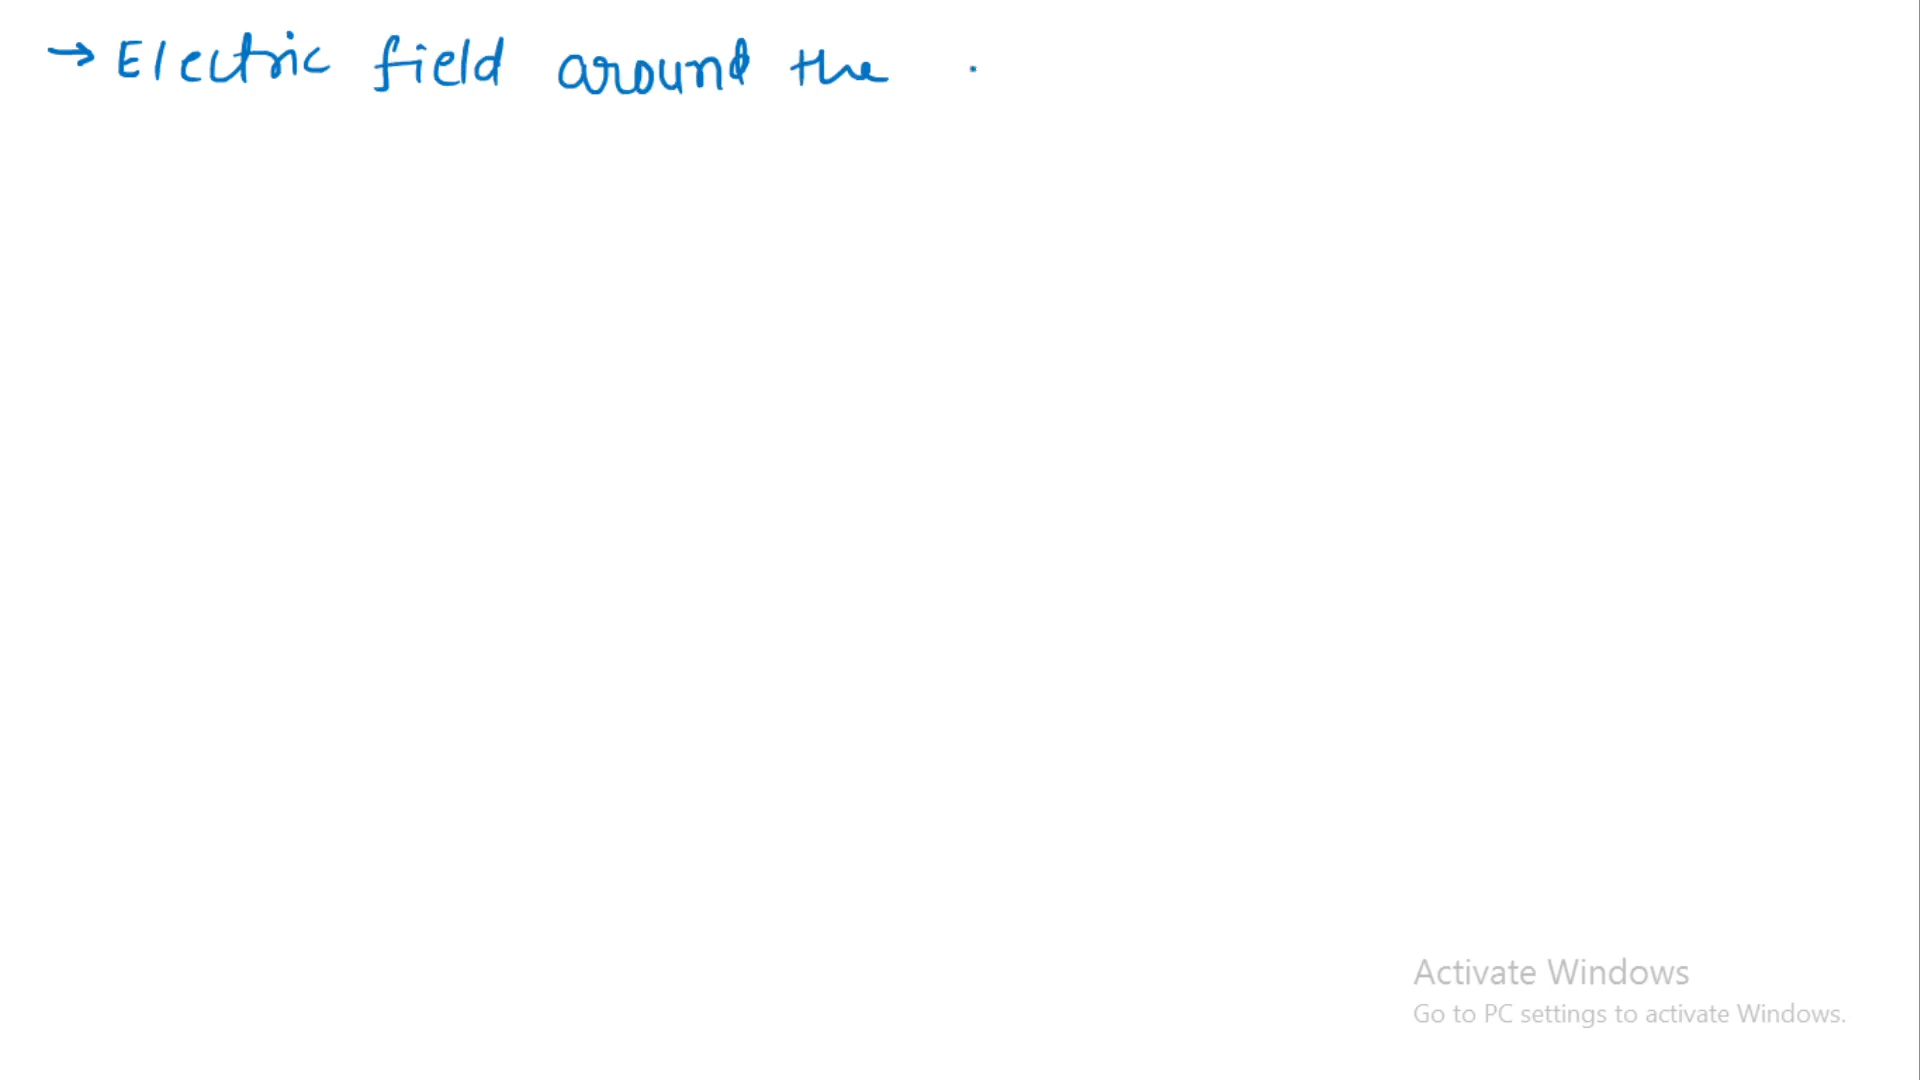 → Electric field around the
Activate Windows
Go to PC settings to activate Windows.